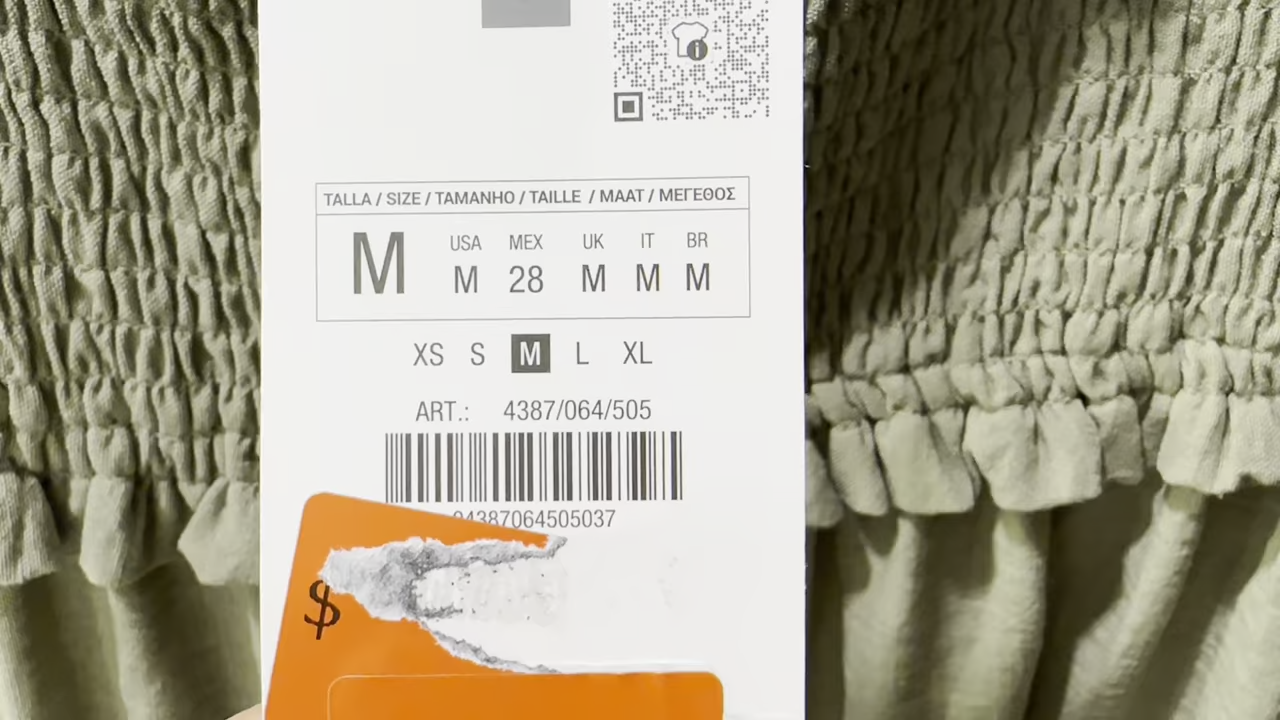 TALLA / SIZE / TAMANHO / TAILLE / MAAT / ΜΕΓΕΘΟΣ
M
USA MEX UK IT BR
M 28 M M M
XS S M L XL
ART.: 4387/064/505
04387064505037
$